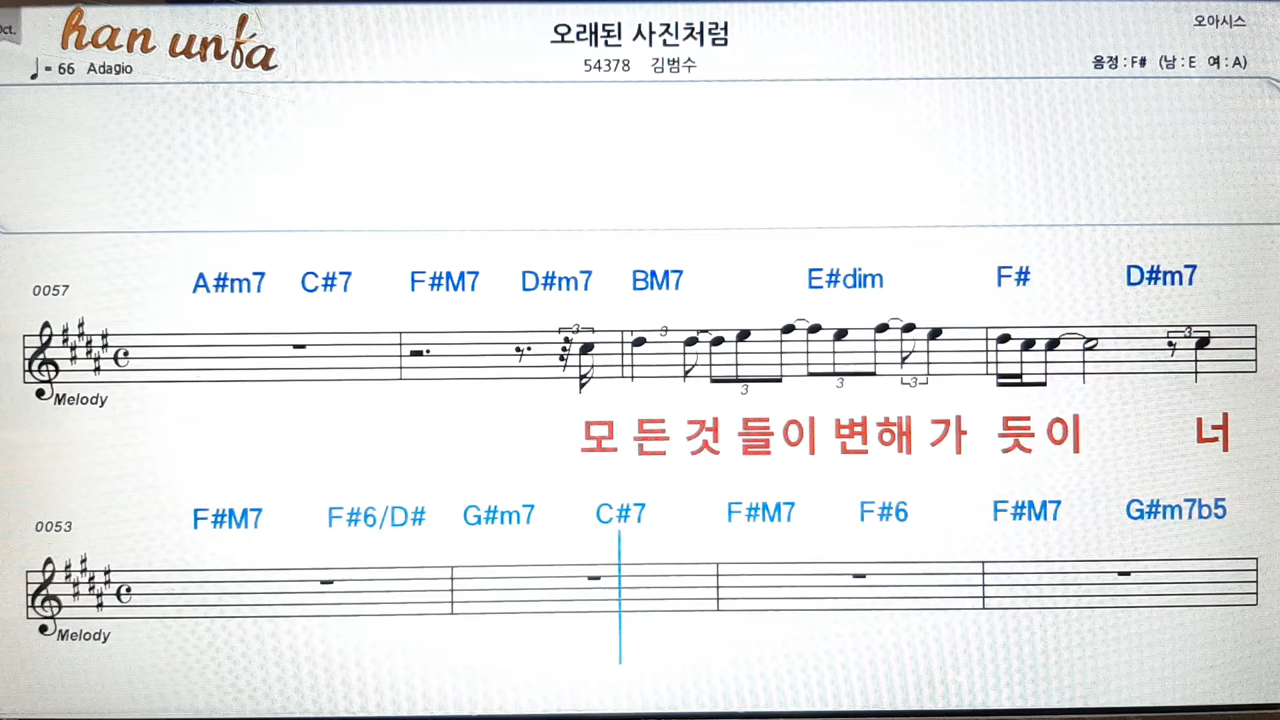 Oct.
han unfa
오래된 사진처럼
오아시스
♩= 66 Adagio
54378 김범수
음정 : F# (남 : E 여 : A)
A#m7 C#7 F#M7 D#m7 BM7 E#dim F# D#m7
0057
3 3 3 3 3 3
Melody
모 든 것 들 이 변 해 가 듯 이 너
F#M7 F#6/D# G#m7 C#7 F#M7 F#6 F#M7 G#m7b5
0053
Melody